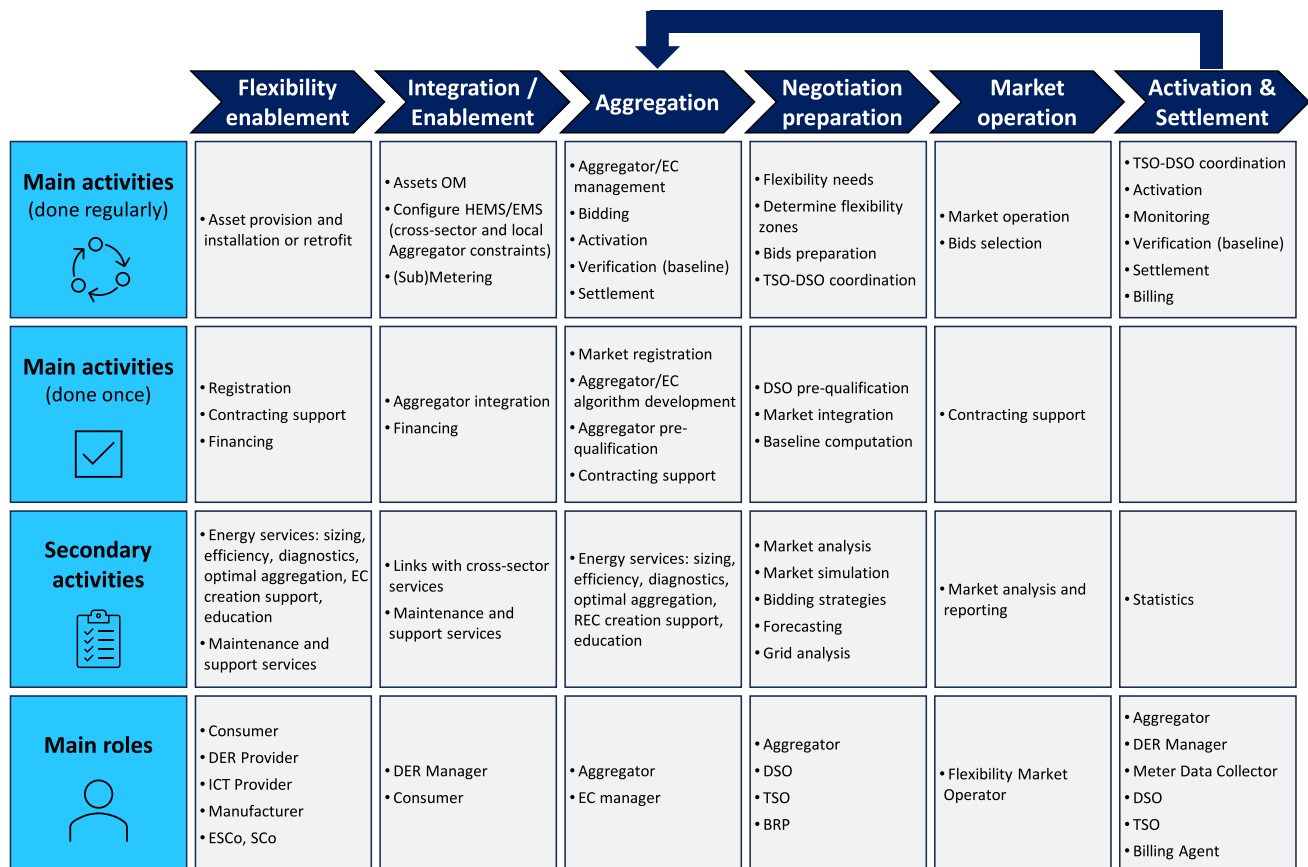 Flexibility
enablement
Integration /
Enablement
Aggregation
Negotiation
preparation
Market
operation
Activation &
Settlement
Main activities
(done regularly)
• Asset provision and
installation or retrofit
• Assets OM
• Configure HEMS/EMS
(cross-sector and local
Aggregator constraints)
• (Sub)Metering
• Aggregator/EC
management
• Bidding
• Activation
• Verification (baseline)
• Settlement
• Flexibility needs
• Determine flexibility
zones
• Bids preparation
• TSO-DSO coordination
• Market operation
• Bids selection
• TSO-DSO coordination
• Activation
• Monitoring
• Verification (baseline)
• Settlement
• Billing
Main activities
(done once)
• Registration
• Contracting support
• Financing
• Aggregator integration
• Financing
• Market registration
• Aggregator/EC
algorithm development
• Aggregator pre-
qualification
• Contracting support
• DSO pre-qualification
• Market integration
• Baseline computation
• Contracting support
Secondary
activities
• Energy services: sizing,
efficiency, diagnostics,
optimal aggregation, EC
creation support,
education
• Maintenance and
support services
• Links with cross-sector
services
• Maintenance and
support services
• Energy services: sizing,
efficiency, diagnostics,
optimal aggregation,
REC creation support,
education
• Market analysis
• Market simulation
• Bidding strategies
• Forecasting
• Grid analysis
• Market analysis and
reporting
• Statistics
Main roles
• Consumer
• DER Provider
• ICT Provider
• Manufacturer
• ESCo, SCo
• DER Manager
• Consumer
• Aggregator
• EC manager
• Aggregator
• DSO
• TSO
• BRP
• Flexibility Market
Operator
• Aggregator
• DER Manager
• Meter Data Collector
• DSO
• TSO
• Billing Agent